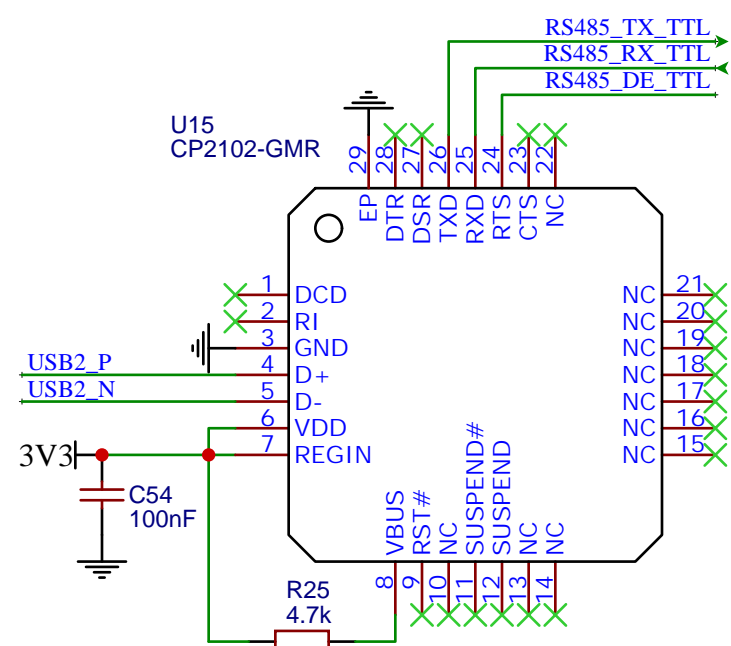 RS485_TX_TTL
RS485_RX_TTL
RS485_DE_TTL
U15
CP2102-GMR
29 28 27 26 25 24 23 22
EP DTR DSR TXD RXD RTS CTS NC
1 DCD
2 RI
3 GND
USB2_P 4 D+
USB2_N 5 D-
6 VDD
3V3 7 REGIN
NC 21
NC 20
NC 19
NC 18
NC 17
NC 16
NC 15
C54
100nF
VBUS RST# NC SUSPEND# SUSPEND NC NC
8 9 10 11 12 13 14
R25
4.7k